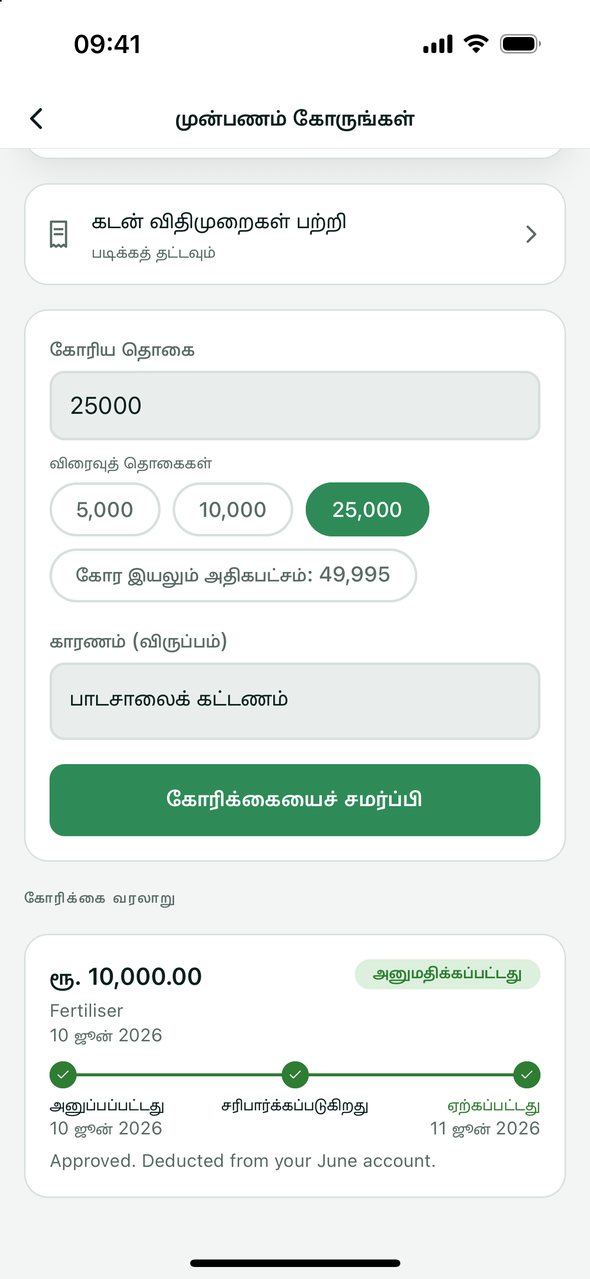 09:41
முன்பணம் கோருங்கள்
கடன் விதிமுறைகள் பற்றி
படிக்கத் தட்டவும்
கோரிய தொகை
25000
விரைவுத் தொகைகள்
5,000 10,000 25,000
கோர இயலும் அதிகபட்சம்: 49,995
காரணம் (விருப்பம்)
பாடசாலைக் கட்டணம்
கோரிக்கையைச் சமர்ப்பி
கோரிக்கை வரலாறு
ரூ. 10,000.00 அனுமதிக்கப்பட்டது
Fertiliser
10 ஜூன் 2026
அனுப்பப்பட்டது சரிபார்க்கப்படுகிறது ஏற்கப்பட்டது
10 ஜூன் 2026 11 ஜூன் 2026
Approved. Deducted from your June account.